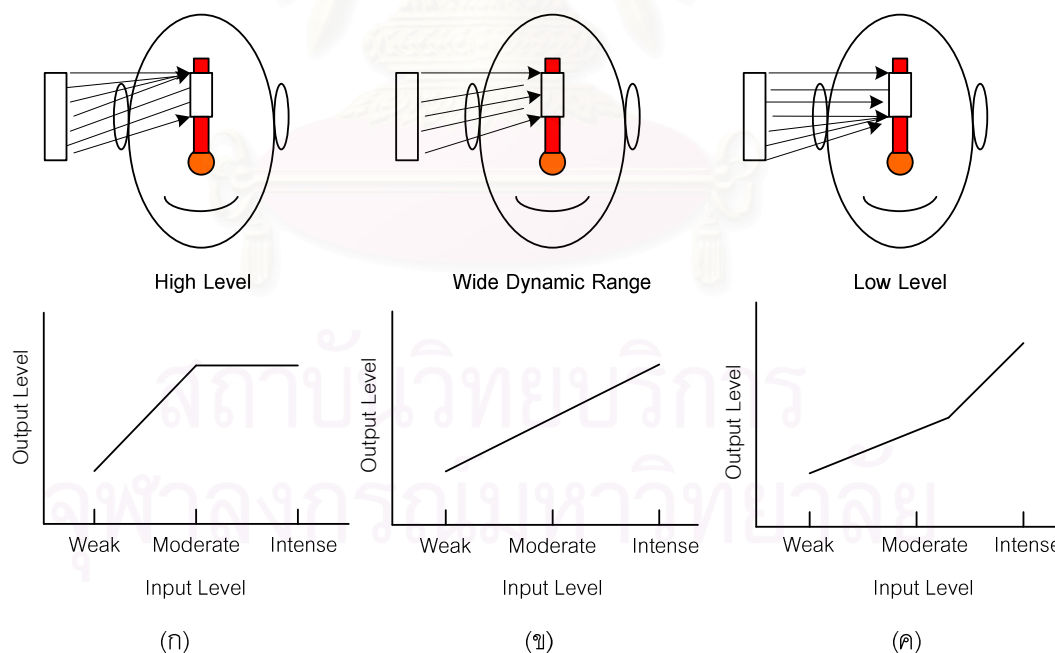 High Level Wide Dynamic Range Low Level
Output Level Output Level Output Level
Weak Moderate Intense Weak Moderate Intense Weak Moderate Intense
Input Level Input Level Input Level
(ก) (ข) (ค)
สถาบันวิทยบริการ
จุฬาลงกรณ์มหาวิทยาลัย